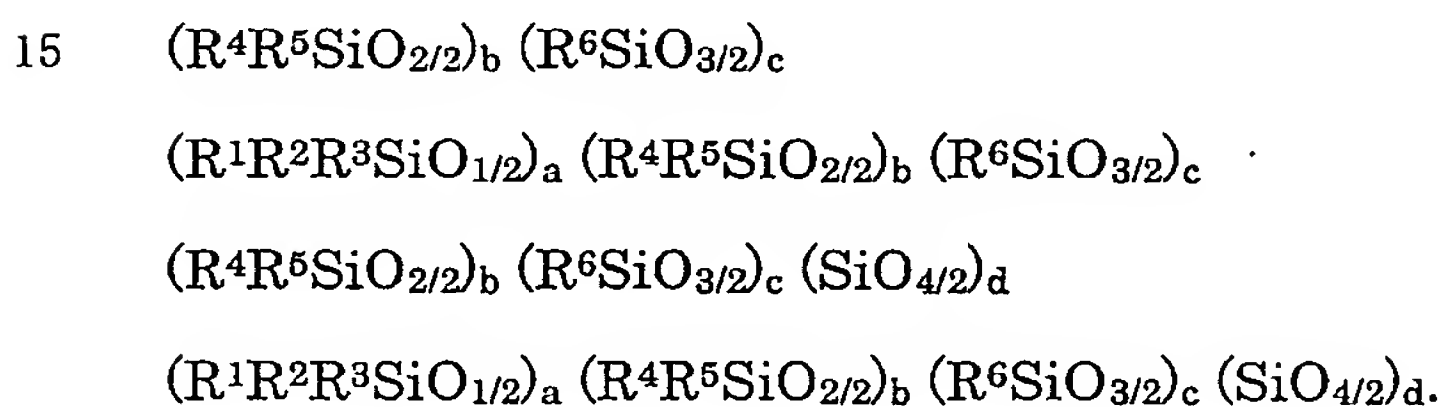 15 (R⁴R⁵SiO₂/₂)b (R⁶SiO₃/₂)c
(R¹R²R³SiO₁/₂)a (R⁴R⁵SiO₂/₂)b (R⁶SiO₃/₂)c
(R⁴R⁵SiO₂/₂)b (R⁶SiO₃/₂)c (SiO₄/₂)d
(R¹R²R³SiO₁/₂)a (R⁴R⁵SiO₂/₂)b (R⁶SiO₃/₂)c (SiO₄/₂)d.